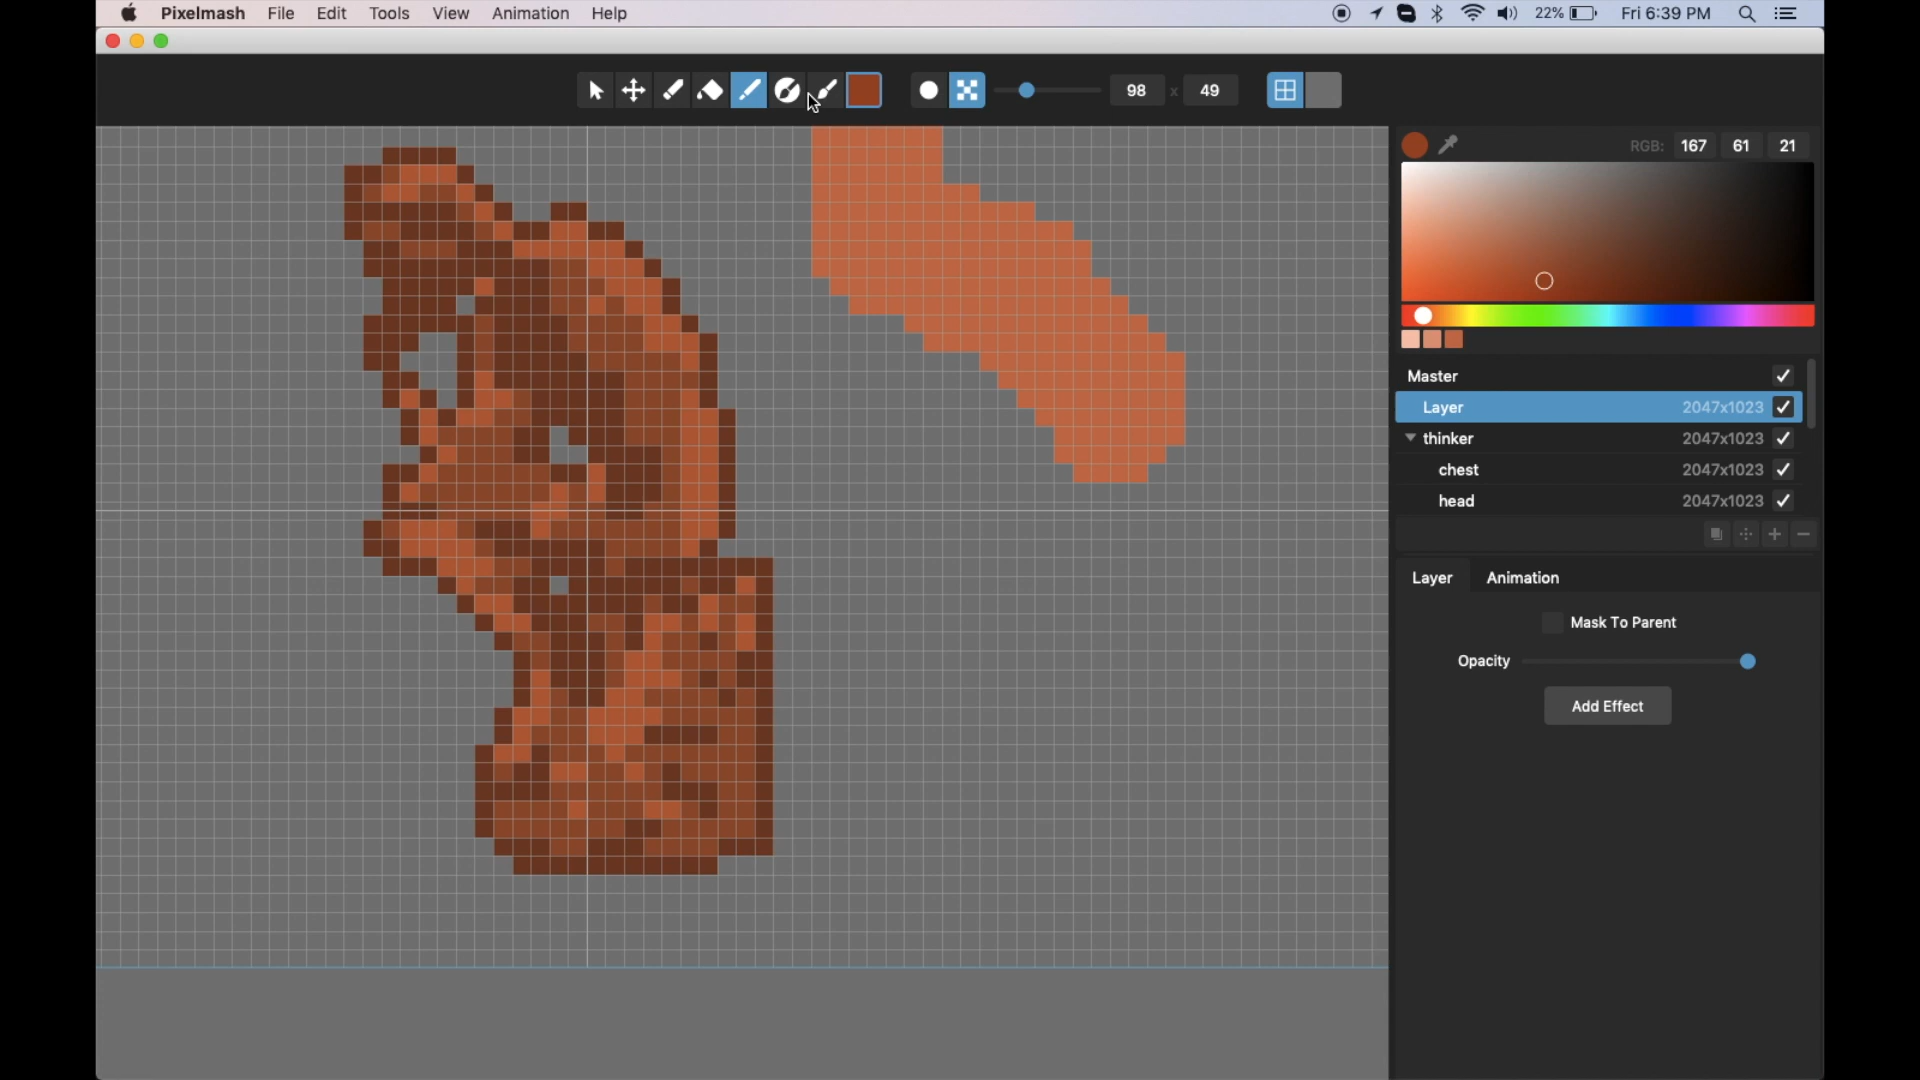 Pixelmash File Edit Tools View Animation Help 22% Fri 6:39 PM
98 x 49
RGB: 167 61 21
Master
Layer 2047x1023
thinker 2047x1023
chest 2047x1023
head 2047x1023
Layer Animation
Mask To Parent
Opacity
Add Effect